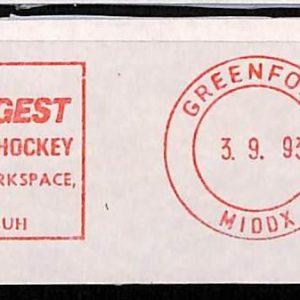 GEST
HOCKEY
RKSPACE,
UH
GREENFO
3. 9. 93
MIDDX